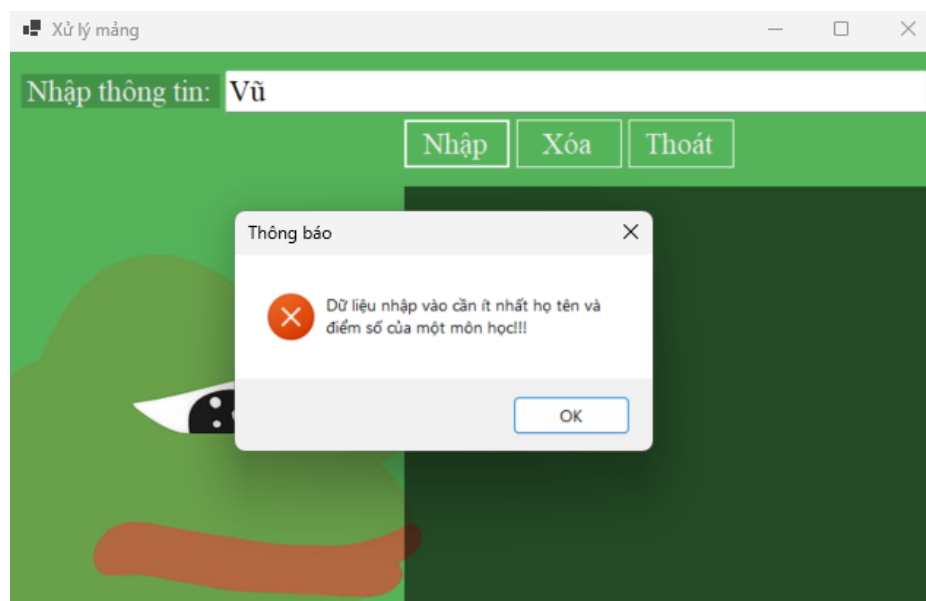 Xử lý mảng
Nhập thông tin: Vũ
Nhập Xóa Thoát
Thông báo
Dữ liệu nhập vào cần ít nhất họ tên và
điểm số của một môn học!!!
OK